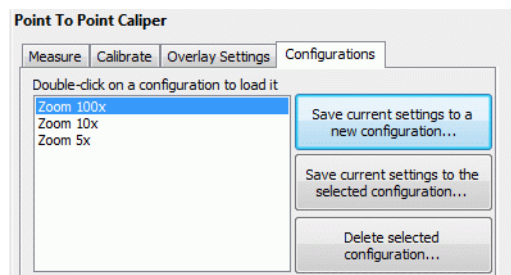 Point To Point Caliper
Measure Calibrate Overlay Settings Configurations
Double-click on a configuration to load it
Zoom 100x
Zoom 10x
Zoom 5x
Save current settings to a
new configuration...
Save current settings to the
selected configuration...
Delete selected
configuration...